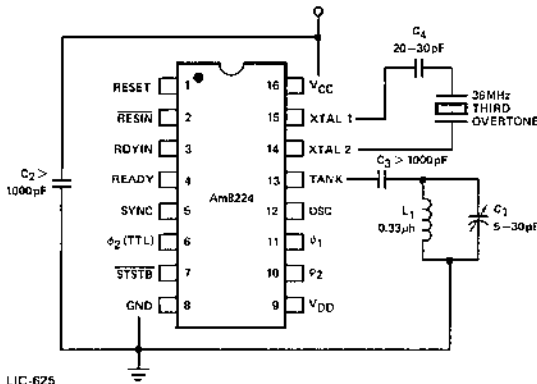 C₄
20–30pF
RESET 1 16 V_CC
36MHz
THIRD
OVERTONE
RESIN 2 15 XTAL 1
RDYIN 3 14 XTAL 2
C₃ > 1000pF
C₂ >
1000pF
READY 4 13 TANK
Am8224
SYNC 5 12 OSC
L₁
0.33μh
C₁
5–30pF
φ₂ (TTL) 6 11 φ₁
STSTB 7 10 φ₂
GND 8 9 V_DD
LIC-625